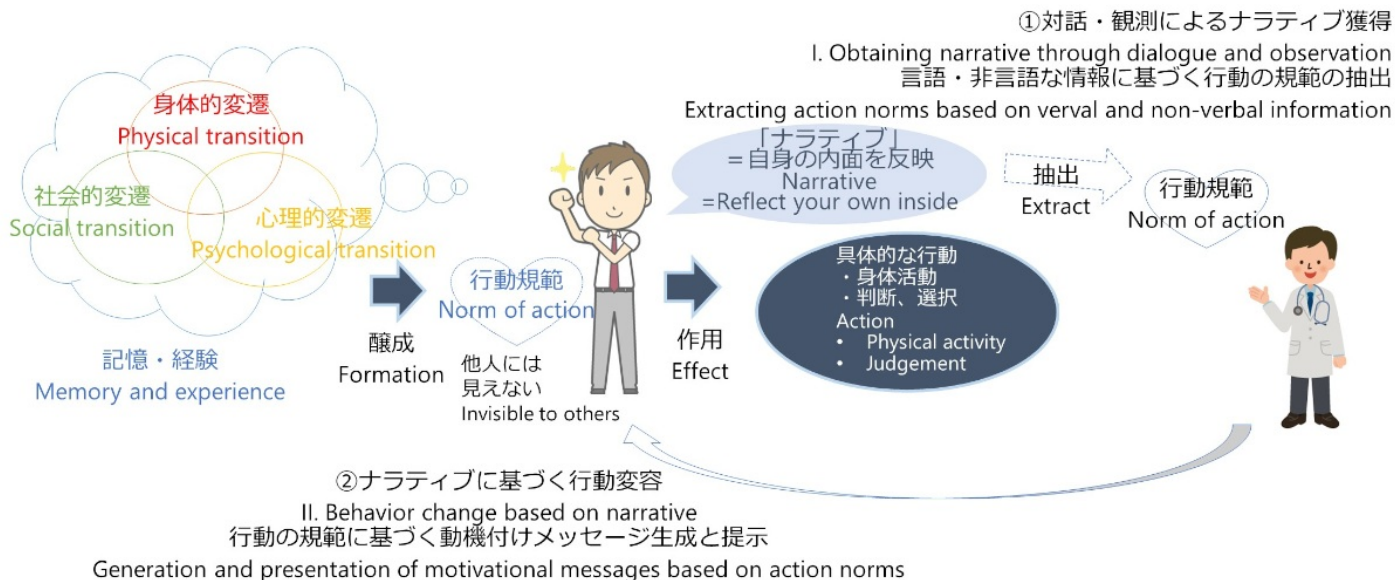 ①対話・観測によるナラティブ獲得
I. Obtaining narrative through dialogue and observation
言語・非言語な情報に基づく行動の規範の抽出
Extracting action norms based on verval and non-verbal information
身体的変遷
Physical transition
社会的変遷
Social transition
心理的変遷
Psychological transition
記憶・経験
Memory and experience
醸成
Formation
行動規範
Norm of action
他人には
見えない
Invisible to others
「ナラティブ」
＝自身の内面を反映
Narrative
=Reflect your own inside
抽出
Extract
行動規範
Norm of action
作用
Effect
具体的な行動
・身体活動
・判断、選択
Action
• Physical activity
• Judgement
②ナラティブに基づく行動変容
II. Behavior change based on narrative
行動の規範に基づく動機付けメッセージ生成と提示
Generation and presentation of motivational messages based on action norms